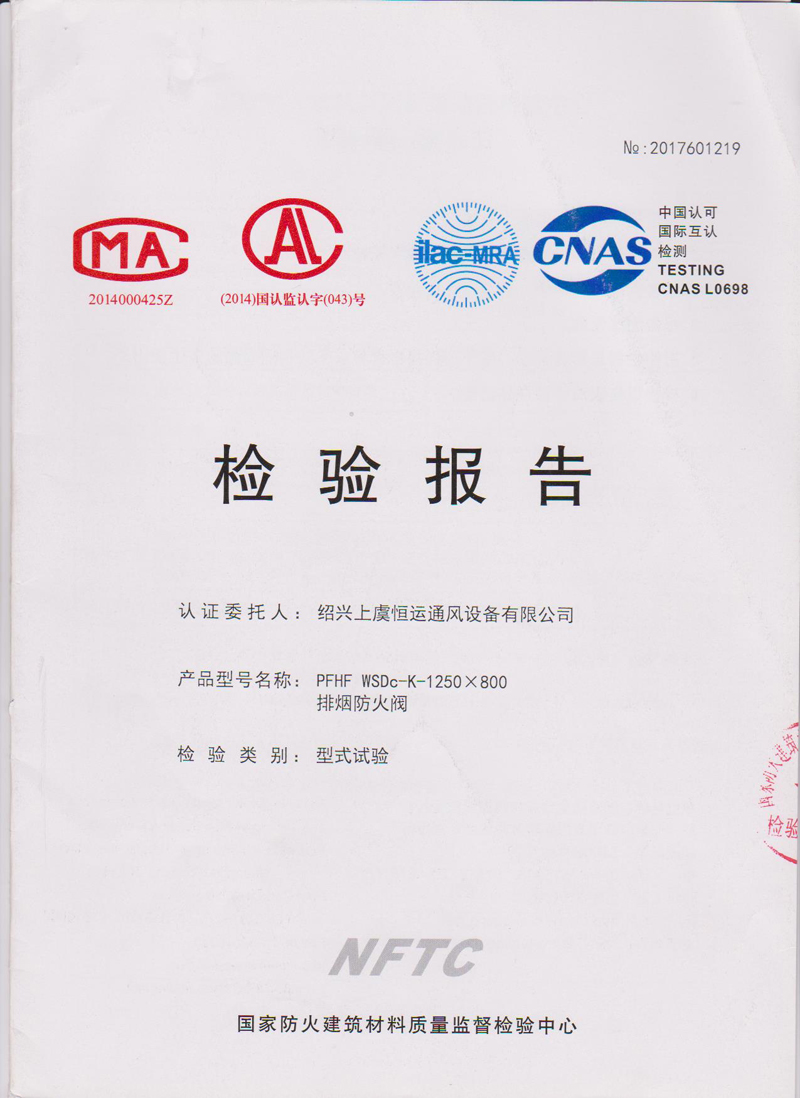 №:2017601219
MA
2014000425Z
AL
(2014)国认监认字(043)号
ilac-MRA
CNAS
中国认可
国际互认
检测
TESTING
CNAS L0698
检验报告
认证委托人: 绍兴上虞恒运通风设备有限公司
产品型号名称: PFHF WSDc-K-1250×800
排烟防火阀
检验类别: 型式试验
检验
NFTC
国家防火建筑材料质量监督检验中心